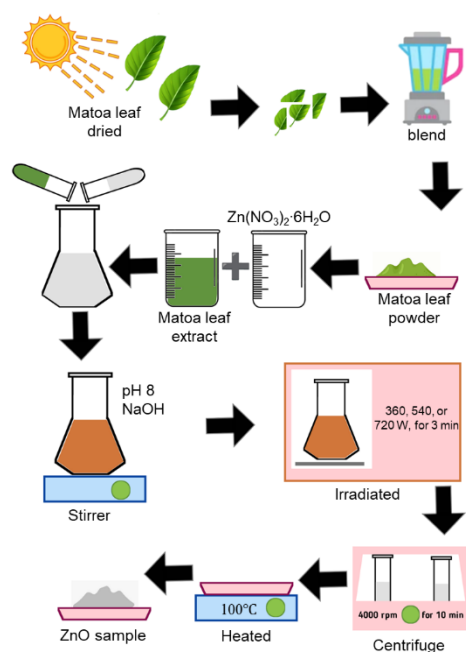 Matoa leaf
dried
blend
Zn(NO₃)₂·6H₂O
Matoa leaf
extract
Matoa leaf
powder
pH 8
NaOH
Stirrer
360, 540, or
720 W, for 3 min
Irradiated
4000 rpm for 10 min
Centrifuge
100℃
Heated
ZnO sample